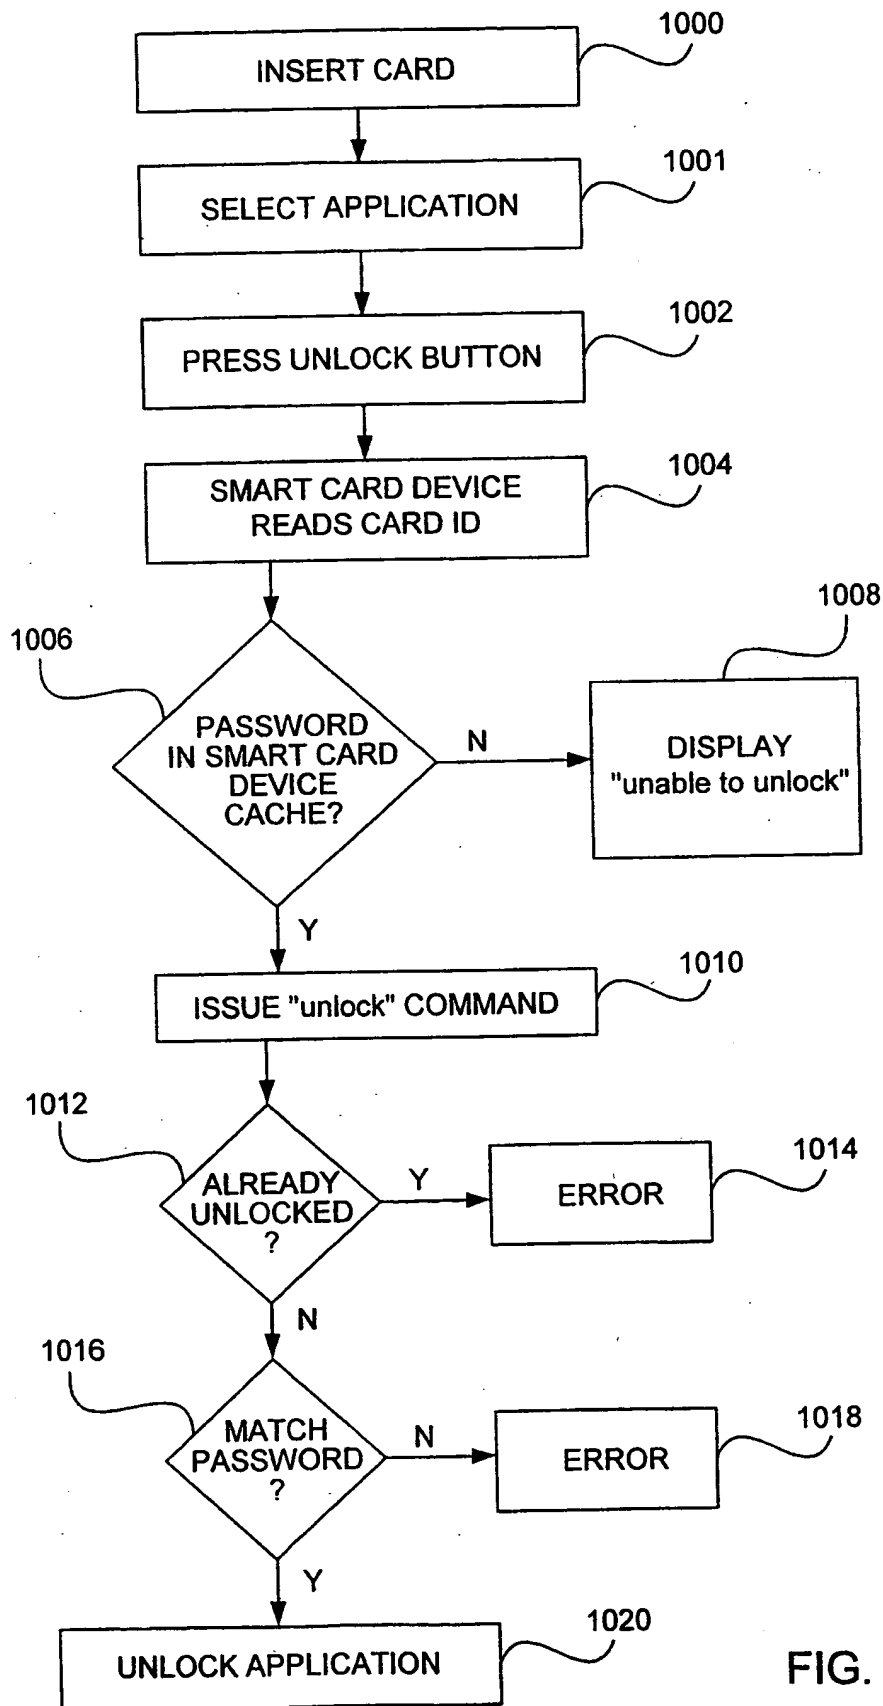 1000
INSERT CARD
1001
SELECT APPLICATION
1002
PRESS UNLOCK BUTTON
1004
SMART CARD DEVICE
READS CARD ID
1006
1008
PASSWORD
IN SMART CARD
DEVICE
CACHE?
N
DISPLAY
"unable to unlock"
Y
1010
ISSUE "unlock" COMMAND
1012
1014
ALREADY
UNLOCKED
?
Y
ERROR
N
1016
1018
MATCH
PASSWORD
?
N
ERROR
Y
1020
UNLOCK APPLICATION
FIG.